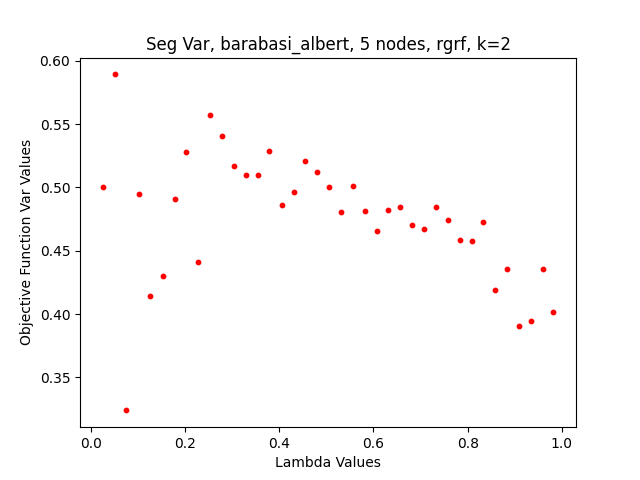 Seg Var, barabasi_albert, 5 nodes, rgrf, k=2
Objective Function Var Values
0.60
0.55
0.50
0.45
0.40
0.35
0.0 0.2 0.4 0.6 0.8 1.0
Lambda Values